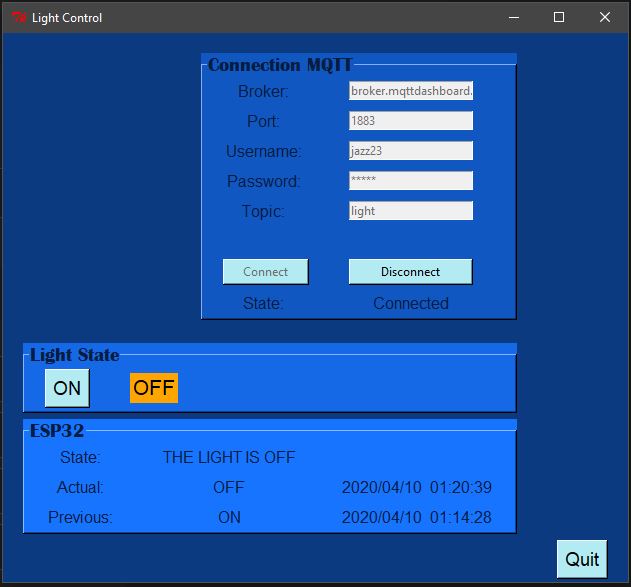 Light Control
Connection MQTT
Broker: broker.mqttdashboard.
Port: 1883
Username: jazz23
Password: *****
Topic: light
Connect Disconnect
State: Connected
Light State
ON OFF
ESP32
State: THE LIGHT IS OFF
Actual: OFF 2020/04/10 01:20:39
Previous: ON 2020/04/10 01:14:28
Quit